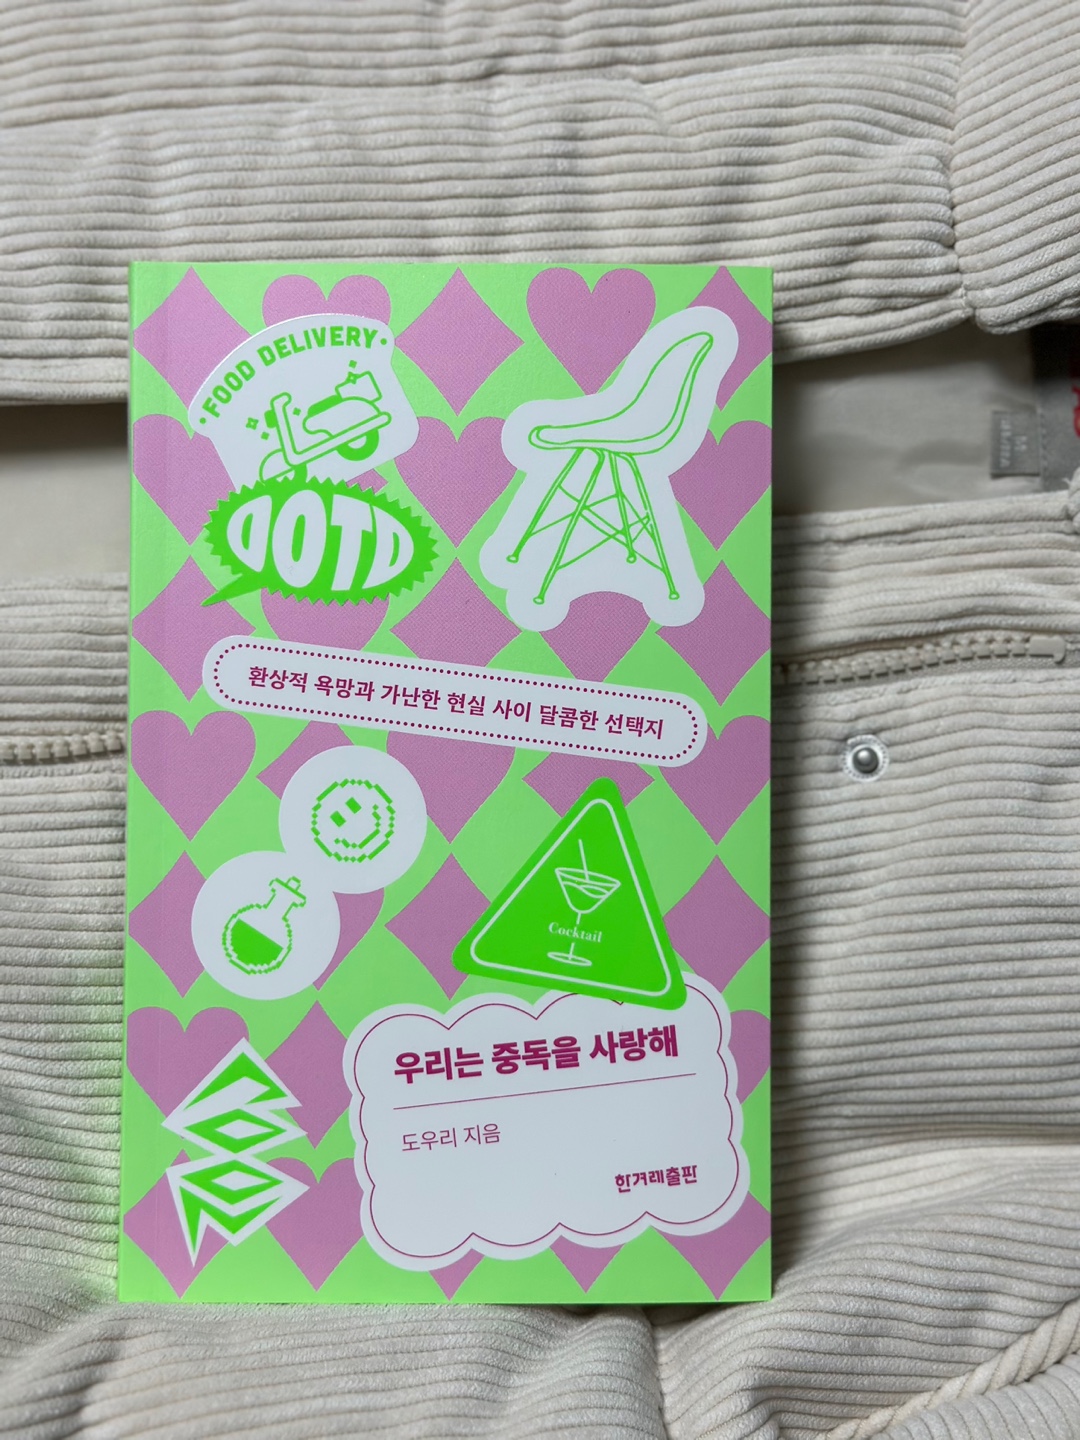 ·FOOD DELIVERY·
OOTD
환상적 욕망과 가난한 현실 사이 달콤한 선택지
Cocktail
우리는 중독을 사랑해
도우리 지음
한겨레출판